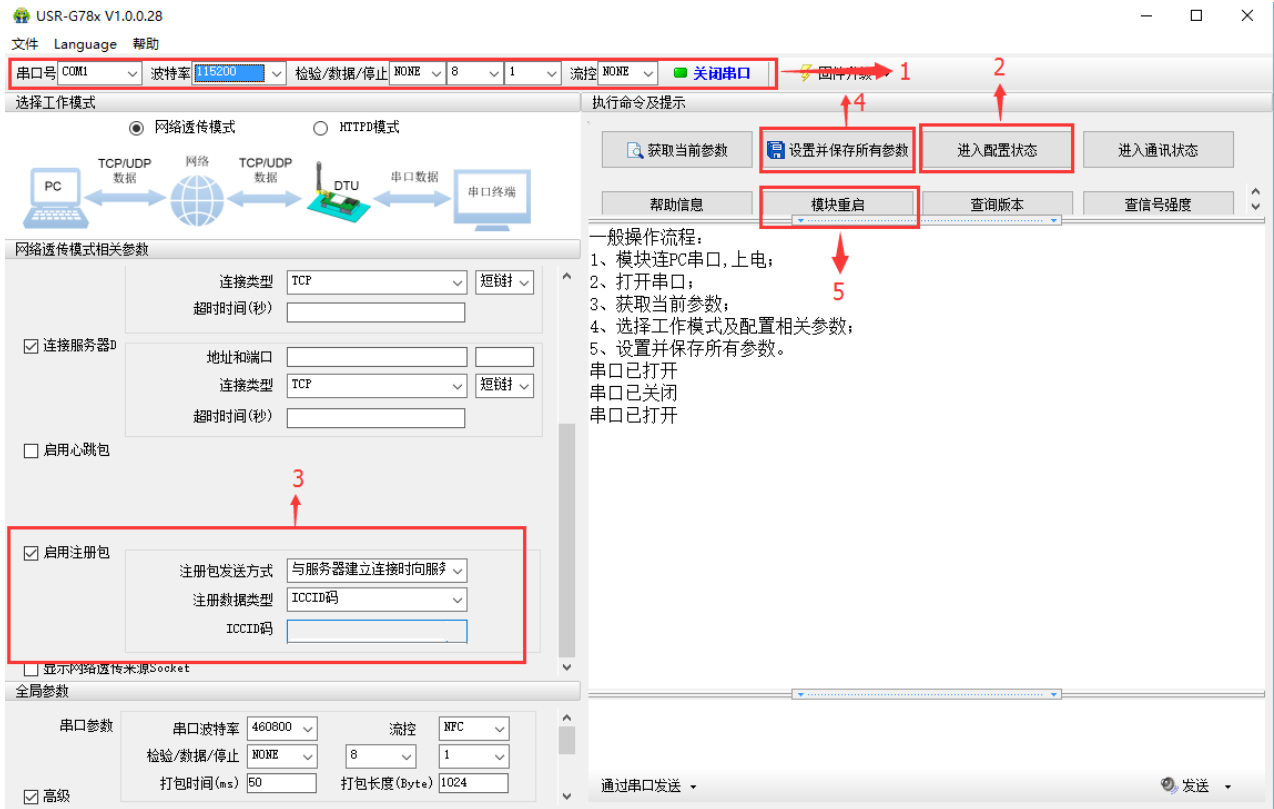 USR-G78x V1.0.0.28
文件 Language 帮助
串口号 COM1 波特率 115200 检验/数据/停止 NONE 8 1 流控 NONE 关闭串口 固件升级 1
选择工作模式
网络透传模式 HTTPD模式
PC
TCP/UDP
数据
网络
TCP/UDP
数据
DTU
串口数据
串口终端
网络透传模式相关参数
连接类型 TCP 短链接
超时时间(秒)
连接服务器D
地址和端口
连接类型 TCP 短链接
超时时间(秒)
启用心跳包
3
启用注册包
注册包发送方式 与服务器建立连接时向服务
注册数据类型 ICCID码
ICCID码
显示网络透传来源Socket
全局参数
串口参数 串口波特率 460800 流控 NFC
检验/数据/停止 NONE 8 1
打包时间(ms) 50 打包长度(Byte) 1024
高级
2
执行命令及提示
4
获取当前参数 设置并保存所有参数 进入配置状态 进入通讯状态
帮助信息 模块重启 查询版本 查信号强度
5
一般操作流程:
1、模块连PC串口,上电;
2、打开串口;
3、获取当前参数;
4、选择工作模式及配置相关参数;
5、设置并保存所有参数。
串口已打开
串口已关闭
串口已打开
通过串口发送 发送